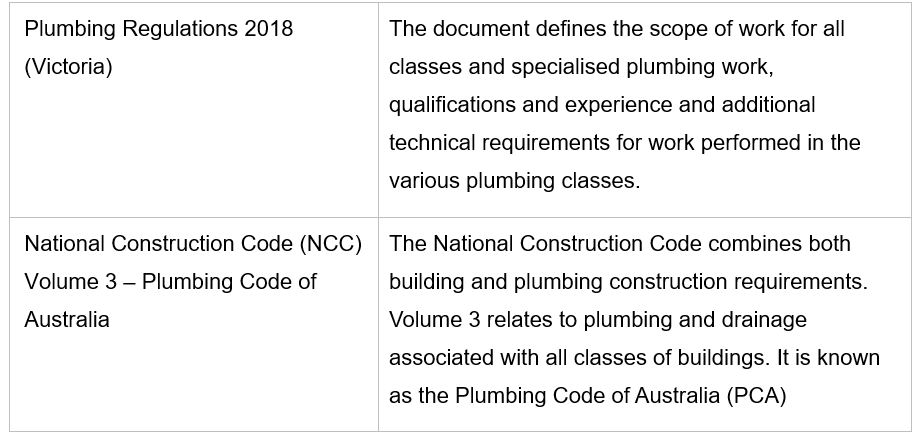 Plumbing Regulations 2018
(Victoria)
The document defines the scope of work for all
classes and specialised plumbing work,
qualifications and experience and additional
technical requirements for work performed in the
various plumbing classes.
National Construction Code (NCC)
Volume 3 – Plumbing Code of
Australia
The National Construction Code combines both
building and plumbing construction requirements.
Volume 3 relates to plumbing and drainage
associated with all classes of buildings. It is known
as the Plumbing Code of Australia (PCA)